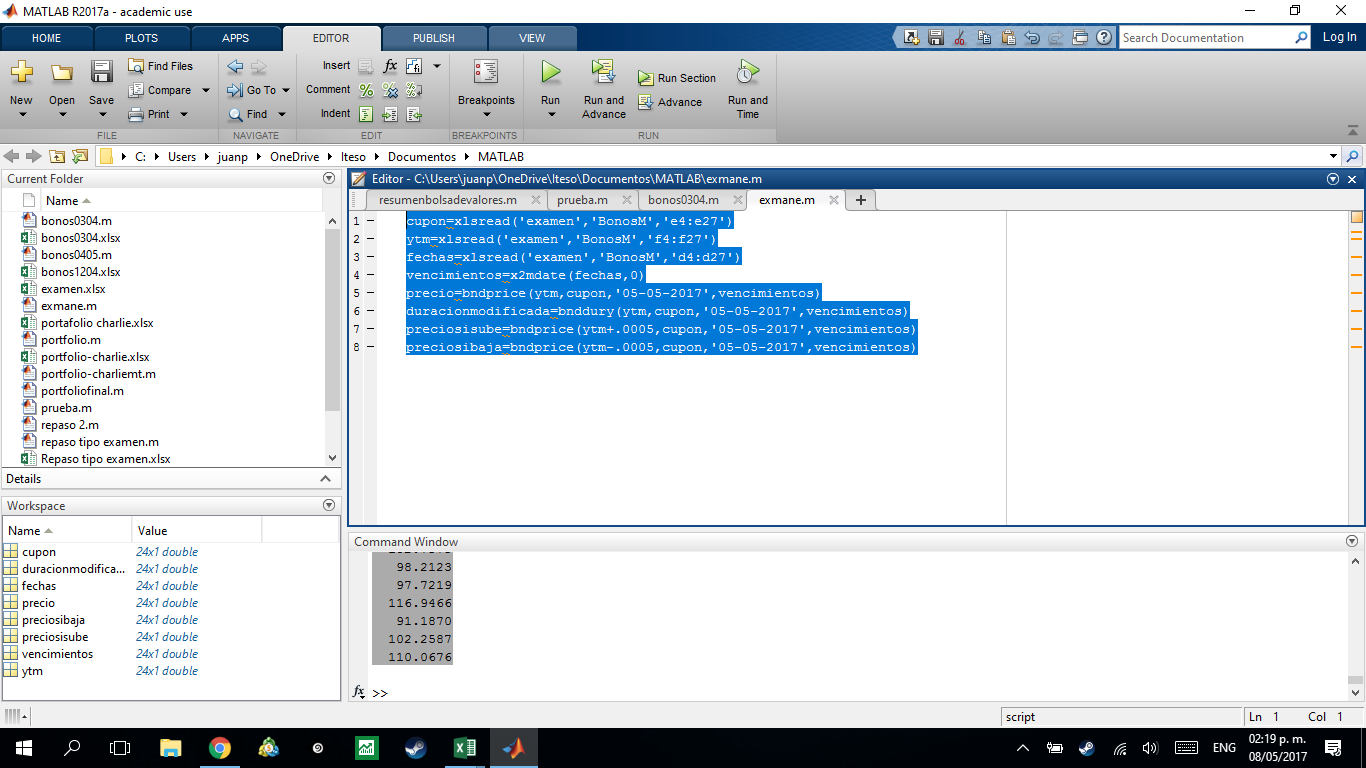 MATLAB R2017a - academic use
HOME PLOTS APPS EDITOR PUBLISH VIEW
Search Documentation
Log In
New Open Save
Find Files
Compare
Print
Go To
Find
Insert
Comment
Indent
fx
Breakpoints
Run
Run and Advance
Run Section
Advance
Run and Time
FILE NAVIGATE EDIT BREAKPOINTS RUN
C: Users juanp OneDrive Iteso Documentos MATLAB
Current Folder
Name
bonos0304.m
bonos0304.xlsx
bonos0405.m
bonos1204.xlsx
examen.xlsx
exmane.m
portafolio charlie.xlsx
portfolio.m
portfolio-charlie.xlsx
portfolio-charliemt.m
portfoliofinal.m
prueba.m
repaso 2.m
repaso tipo examen.m
Repaso tipo examen.xlsx
Details
Workspace
Name Value
cupon 24x1 double
duracionmodifica... 24x1 double
fechas 24x1 double
precio 24x1 double
preciosibaja 24x1 double
preciosisube 24x1 double
vencimientos 24x1 double
ytm 24x1 double
Editor - C:\Users\juanp\OneDrive\Iteso\Documentos\MATLAB\exmane.m
resumenbolsadevalores.m prueba.m bonos0304.m exmane.m
1 – cupon=xlsread('examen','BonosM','e4:e27')
2 – ytm=xlsread('examen','BonosM','f4:f27')
3 – fechas=xlsread('examen','BonosM','d4:d27')
4 – vencimientos=x2mdate(fechas,0)
5 – precio=bndprice(ytm,cupon,'05-05-2017',vencimientos)
6 – duracionmodificada=bnddury(ytm,cupon,'05-05-2017',vencimientos)
7 – preciosisube=bndprice(ytm+.0005,cupon,'05-05-2017',vencimientos)
8 – preciosibaja=bndprice(ytm-.0005,cupon,'05-05-2017',vencimientos)
Command Window
98.2123
97.7219
116.9466
91.1870
102.2587
110.0676
fx >>
script
Ln 1 Col 1
ENG
02:19 p. m.
08/05/2017